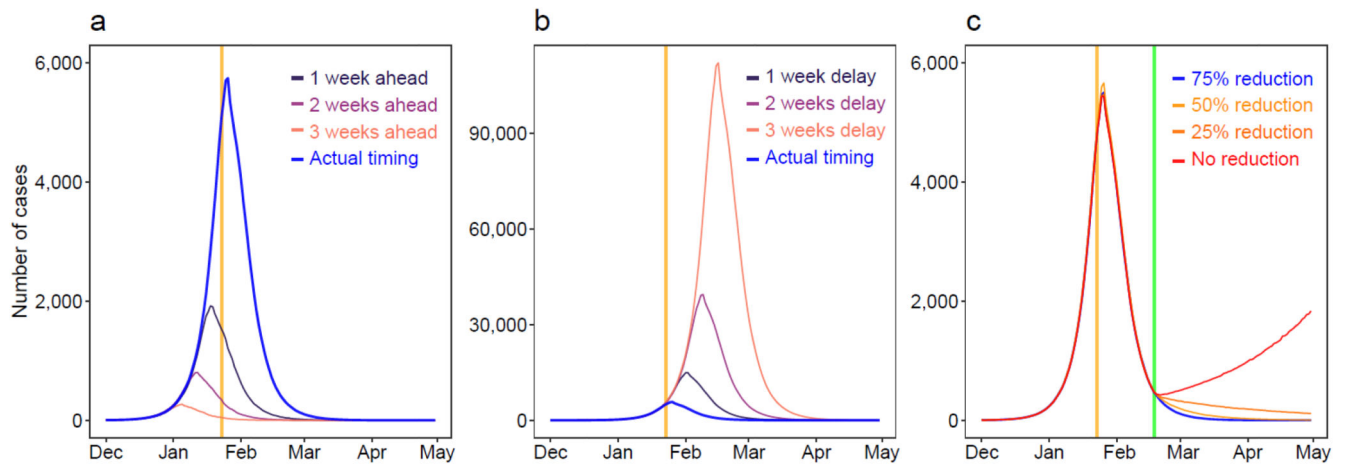 a
b
c
6,000
4,000
2,000
0
Number of cases
1 week ahead
2 weeks ahead
3 weeks ahead
Actual timing
Dec Jan Feb Mar Apr May
90,000
60,000
30,000
0
1 week delay
2 weeks delay
3 weeks delay
Actual timing
Dec Jan Feb Mar Apr May
6,000
4,000
2,000
0
75% reduction
50% reduction
25% reduction
No reduction
Dec Jan Feb Mar Apr May